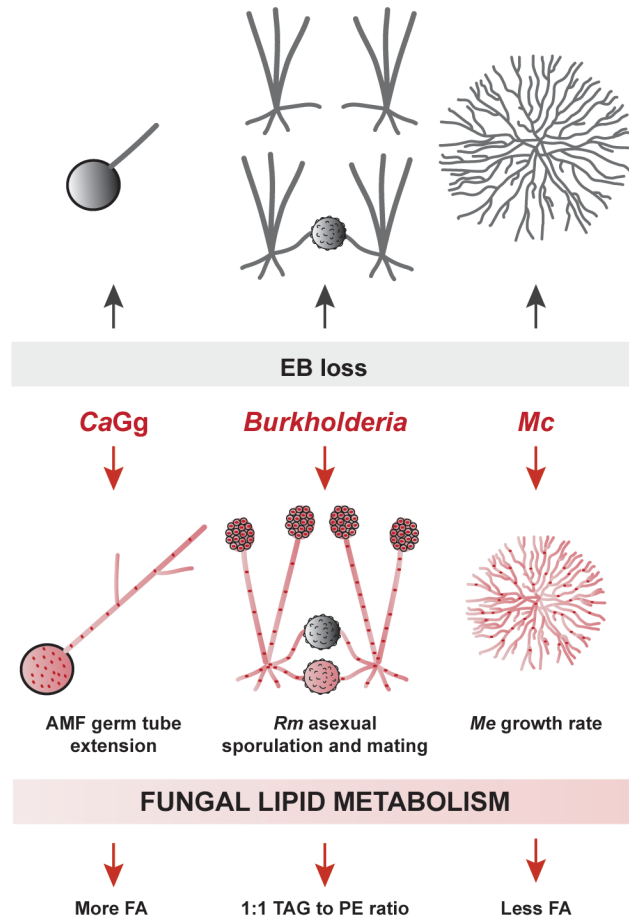 EB loss
CaGg
Burkholderia
Mc
AMF germ tube
extension
Rm asexual
sporulation and mating
Me growth rate
FUNGAL LIPID METABOLISM
More FA
1:1 TAG to PE ratio
Less FA